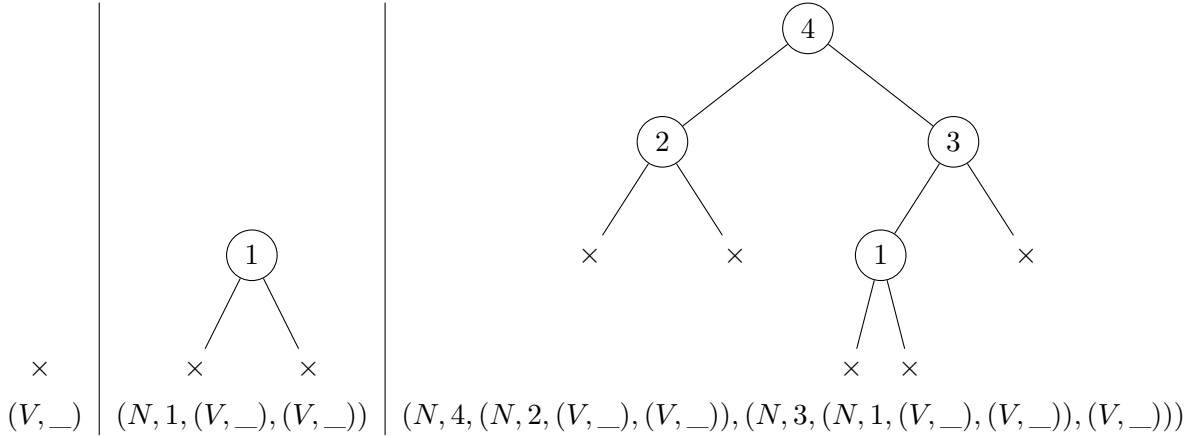 4
2 3
× × 1 × 1 ×
× × × × ×
(V, _) (N, 1, (V, _), (V, _)) (N, 4, (N, 2, (V, _), (V, _)), (N, 3, (N, 1, (V, _), (V, _)), (V, _)))